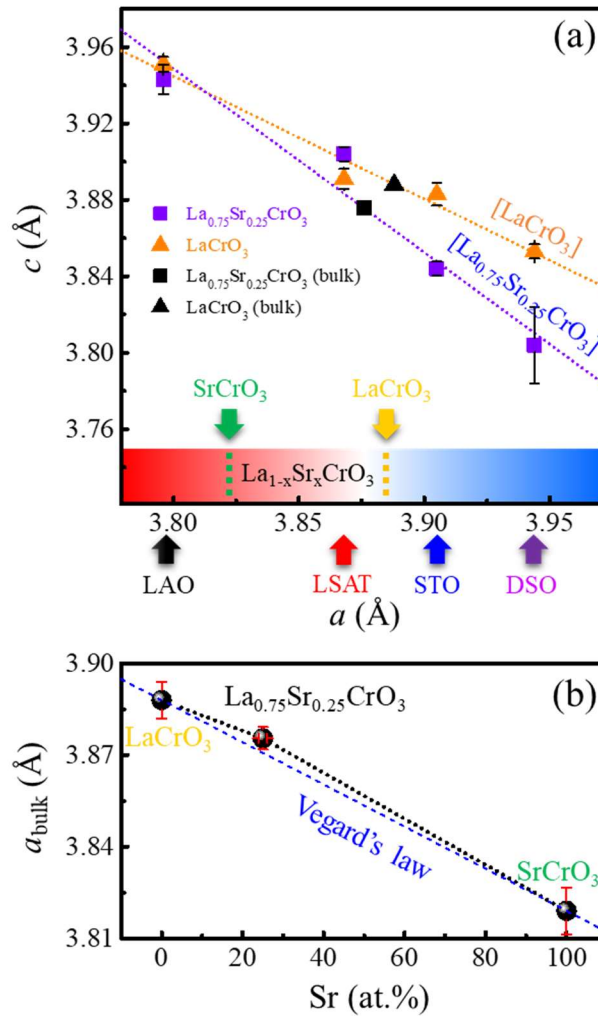 (a)
3.96
3.92
3.88
3.84
3.80
3.76
c (Å)
La0.75Sr0.25CrO3
LaCrO3
La0.75Sr0.25CrO3 (bulk)
LaCrO3 (bulk)
[LaCrO3]
[La0.75Sr0.25CrO3]
SrCrO3
LaCrO3
La1-xSrxCrO3
3.80 3.85 3.90 3.95
LAO LSAT STO DSO
a (Å)
(b)
3.90
3.87
3.84
3.81
abulk (Å)
La0.75Sr0.25CrO3
LaCrO3
Vegard's law
SrCrO3
0 20 40 60 80 100
Sr (at.%)